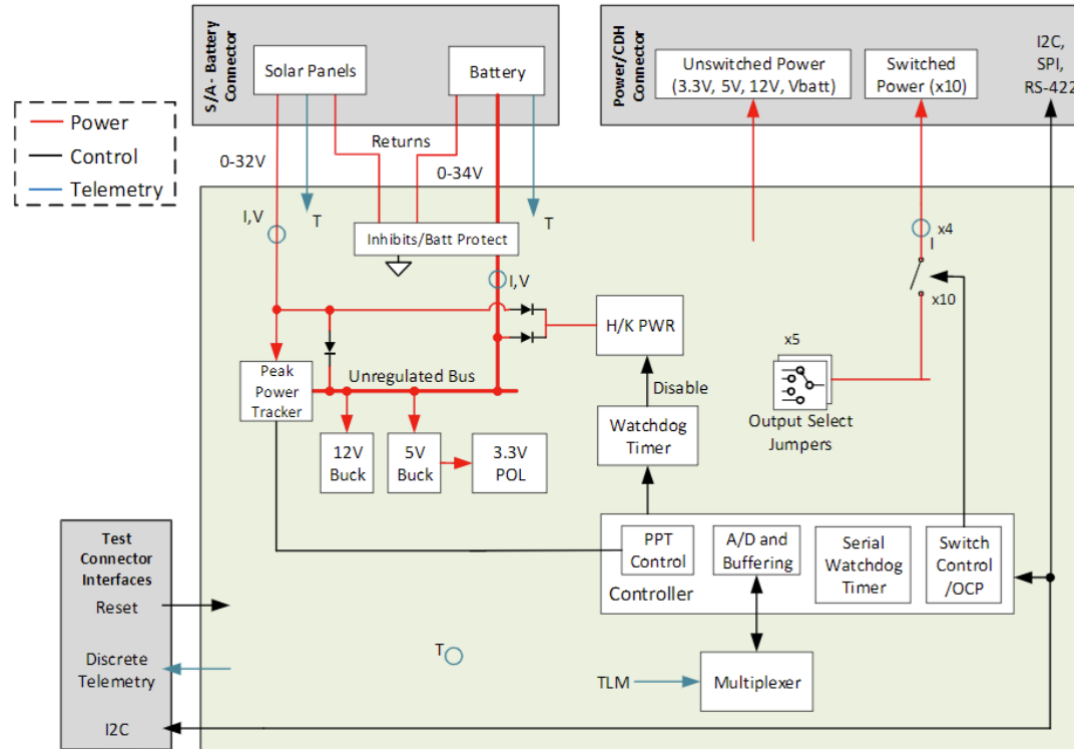 S/A- Battery
Connector
Solar Panels
Battery
Power/CDH
Connector
Unswitched Power
(3.3V, 5V, 12V, Vbatt)
Switched
Power (x10)
I2C,
SPI,
RS-422
Power
Control
Telemetry
Returns
0-32V
0-34V
I,V
T
T
Inhibits/Batt Protect
I,V
x4
I
x10
H/K PWR
Peak
Power
Tracker
Unregulated Bus
Disable
x5
Output Select
Jumpers
12V
Buck
5V
Buck
3.3V
POL
Watchdog
Timer
Test
Connector
Interfaces
Reset
Discrete
Telemetry
I2C
PPT
Control
A/D and
Buffering
Serial
Watchdog
Timer
Switch
Control
/OCP
Controller
T
TLM
Multiplexer